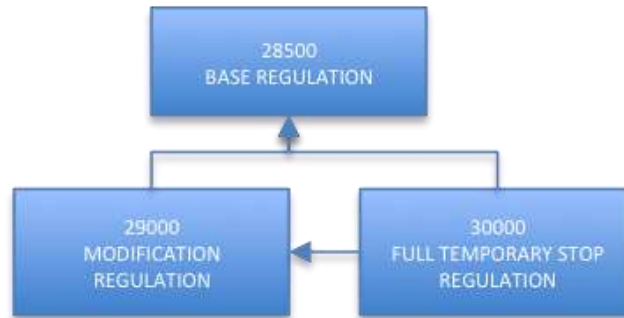 28500
BASE REGULATION
29000
MODIFICATION
REGULATION
30000
FULL TEMPORARY STOP
REGULATION